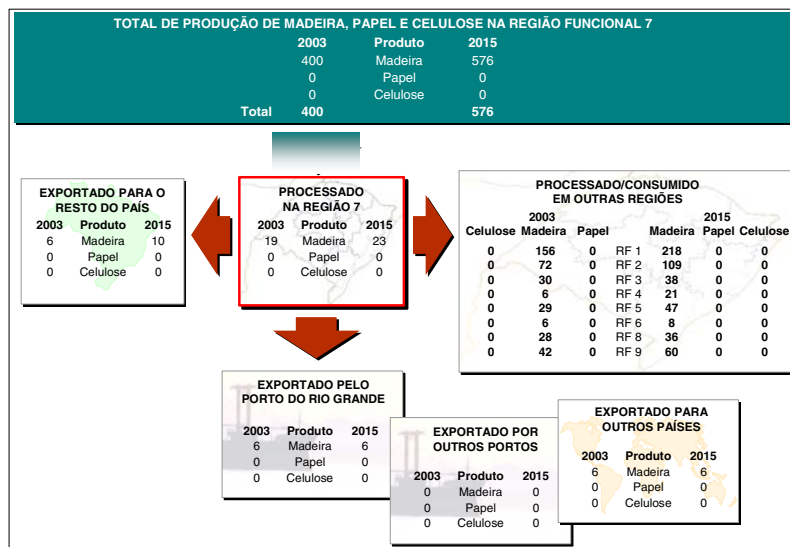 TOTAL DE PRODUÇÃO DE MADEIRA, PAPEL E CELULOSE NA REGIÃO FUNCIONAL 7
2003 Produto 2015
400 Madeira 576
0 Papel 0
0 Celulose 0
Total 400 576
EXPORTADO PARA O
RESTO DO PAÍS
2003 Produto 2015
6 Madeira 10
0 Papel 0
0 Celulose 0
PROCESSADO
NA REGIÃO 7
2003 Produto 2015
19 Madeira 23
0 Papel 0
0 Celulose 0
PROCESSADO/CONSUMIDO
EM OUTRAS REGIÕES
2003 2015
Celulose Madeira Papel Madeira Papel Celulose
0 156 0 RF 1 218 0 0
0 72 0 RF 2 109 0 0
0 30 0 RF 3 38 0 0
0 6 0 RF 4 21 0 0
0 29 0 RF 5 47 0 0
0 6 0 RF 6 8 0 0
0 28 0 RF 8 36 0 0
0 42 0 RF 9 60 0 0
EXPORTADO PELO
PORTO DO RIO GRANDE
2003 Produto 2015
6 Madeira 6
0 Papel 0
0 Celulose 0
EXPORTADO POR
OUTROS PORTOS
2003 Produto 2015
0 Madeira 0
0 Papel 0
0 Celulose 0
EXPORTADO PARA
OUTROS PAÍSES
2003 Produto 2015
6 Madeira 6
0 Papel 0
0 Celulose 0